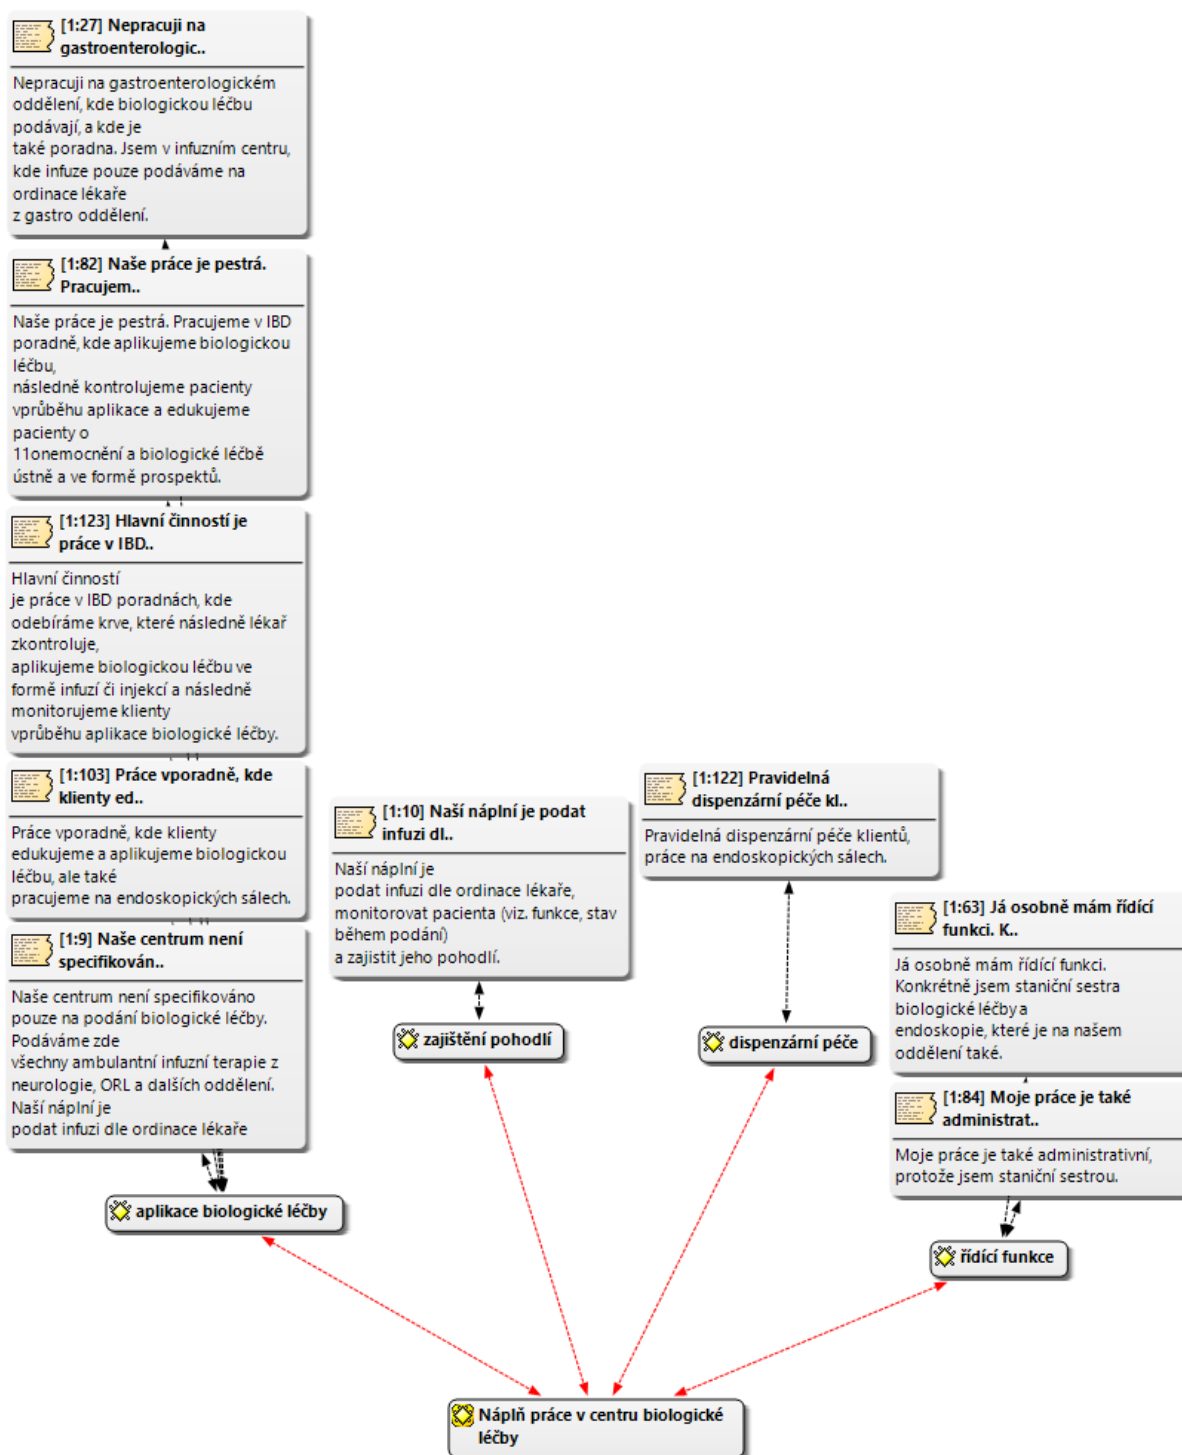 [1:27] Nepracuji na
gastroenterologic..
Nepracuji na gastroenterologickém
oddělení, kde biologickou léčbu
podávají, a kde je
také poradna. Jsem v infuzním centru,
kde infuze pouze podáváme na
ordinace lékaře
z gastro oddělení.
[1:82] Naše práce je pestrá.
Pracujem..
Naše práce je pestrá. Pracujeme v IBD
poradně, kde aplikujeme biologickou
léčbu,
následně kontrolujeme pacienty
vprůběhu aplikace a edukujeme
pacienty o
11onemocnění a biologické léčbě
ústně a ve formě prospektů.
[1:123] Hlavní činností je
práce v IBD..
Hlavní činností
je práce v IBD poradnách, kde
odebíráme krve, které následně lékař
zkontroluje,
aplikujeme biologickou léčbu ve
formě infuzí či injekcí a následně
monitorujeme klienty
vprůběhu aplikace biologické léčby.
[1:103] Práce vporadně, kde
klienty ed..
Práce vporadně, kde klienty
edukujeme a aplikujeme biologickou
léčbu, ale také
pracujeme na endoskopických sálech.
[1:9] Naše centrum není
specifikován..
Naše centrum není specifikováno
pouze na podání biologické léčby.
Podáváme zde
všechny ambulantní infuzní terapie z
neurologie, ORL a dalších oddělení.
Naší náplní je
podat infuzi dle ordinace lékaře
aplikace biologické léčby
[1:10] Naší náplní je podat
infuzi dl..
Naší náplní je
podat infuzi dle ordinace lékaře,
monitorovat pacienta (viz. funkce, stav
během podání)
a zajistit jeho pohodlí.
zajištění pohodlí
[1:122] Pravidelná
dispenzární péče kl..
Pravidelná dispenzární péče klientů,
práce na endoskopických sálech.
dispenzární péče
[1:63] Já osobně mám řídící
funkci. K..
Já osobně mám řídící funkci.
Konkrétně jsem staniční sestra
biologické léčby a
endoskopie, které je na našem
oddělení také.
[1:84] Moje práce je také
administrat..
Moje práce je také administrativní,
protože jsem staniční sestrou.
řídící funkce
Náplň práce v centru biologické
léčby